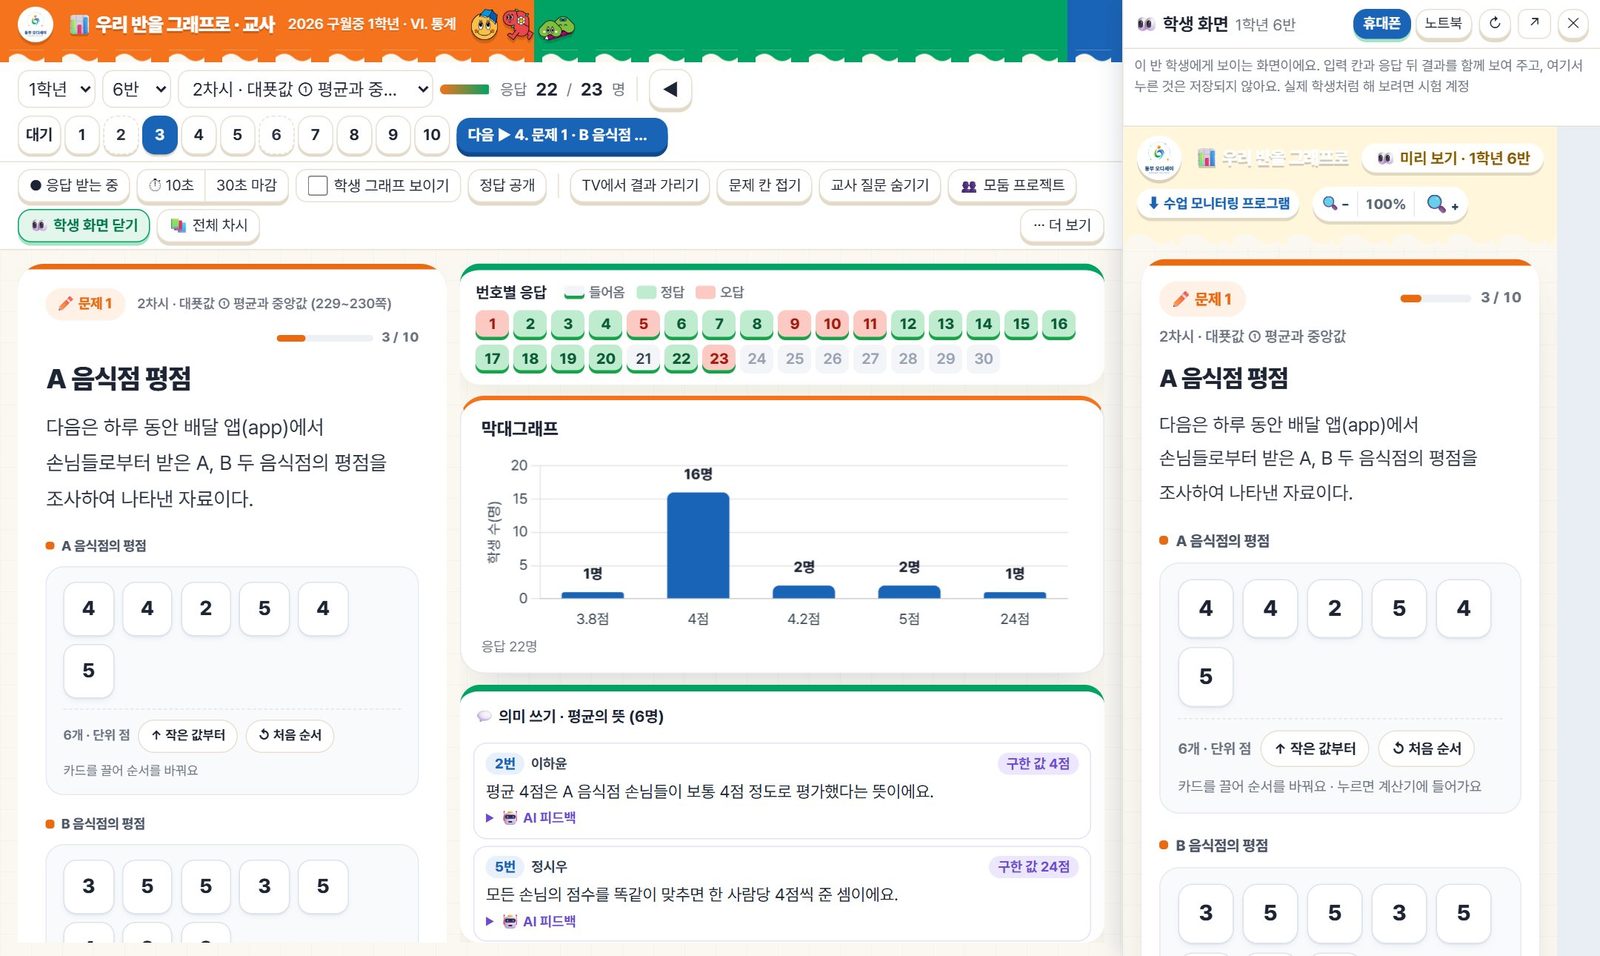 우리 반을 그래프로 · 교사
2026 구월중 1학년 · VI. 통계
1학년
6반
2차시 · 대푯값 ① 평균과 중...
응답 22 / 23 명
◀
대기
1
2
3
4
5
6
7
8
9
10
다음 ▶ 4. 문제 1 · B 음식점 ...
● 응답 받는 중
⏱ 10초
30초 마감
학생 그래프 보이기
정답 공개
TV에서 결과 가리기
문제 칸 접기
교사 질문 숨기기
모둠 프로젝트
학생 화면 닫기
전체 차시
··· 더 보기
문제 1
2차시 · 대푯값 ① 평균과 중앙값 (229~230쪽)
3 / 10
A 음식점 평점
다음은 하루 동안 배달 앱(app)에서
손님들로부터 받은 A, B 두 음식점의 평점을
조사하여 나타낸 자료이다.
A 음식점의 평점
4 4 2 5 4
5
6개 · 단위 점
↑ 작은 값부터
↺ 처음 순서
카드를 끌어 순서를 바꿔요
B 음식점의 평점
3 5 5 3 5
번호별 응답
들어옴
정답
오답
1 2 3 4 5 6 7 8 9 10 11 12 13 14 15 16
17 18 19 20 21 22 23 24 25 26 27 28 29 30
막대그래프
학생 수(명)
20
15
10
5
0
1명
16명
2명
2명
1명
3.8점
4점
4.2점
5점
24점
응답 22명
의미 쓰기 · 평균의 뜻 (6명)
2번 이하윤
구한 값 4점
평균 4점은 A 음식점 손님들이 보통 4점 정도로 평가했다는 뜻이에요.
▶ AI 피드백
5번 정시우
구한 값 24점
모든 손님의 점수를 똑같이 맞추면 한 사람당 4점씩 준 셈이에요.
▶ AI 피드백
학생 화면 1학년 6반
휴대폰
노트북
↻
↗
✕
이 반 학생에게 보이는 화면이에요. 입력 칸과 응답 뒤 결과를 함께 보여 주고, 여기서
누른 것은 저장되지 않아요. 실제 학생처럼 해 보려면 시험 계정
우리 반을 그래프로
미리 보기 · 1학년 6반
⬇ 수업 모니터링 프로그램
−
100%
+
문제 1
3 / 10
2차시 · 대푯값 ① 평균과 중앙값
A 음식점 평점
다음은 하루 동안 배달 앱(app)에서
손님들로부터 받은 A, B 두 음식점의 평점을
조사하여 나타낸 자료이다.
A 음식점의 평점
4 4 2 5 4
5
6개 · 단위 점
↑ 작은 값부터
↺ 처음 순서
카드를 끌어 순서를 바꿔요 · 누르면 계산기에 들어가요
B 음식점의 평점
3 5 5 3 5